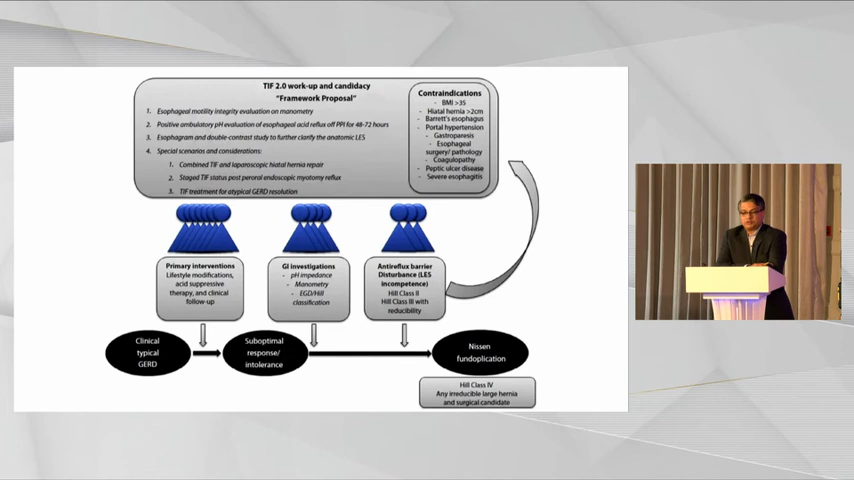 TIF 2.0 work-up and candidacy
"Framework Proposal"
1. Esophageal motility integrity evaluation on manometry
2. Positive ambulatory pH evaluation of esophageal acid reflux off PPI for 48-72 hours
3. Esophagram and double-contrast study to further clarify the anatomic LES
4. Special scenarios and considerations:
1. Combined TIF and laparoscopic hiatal hernia repair
2. Staged TIF status post peroral endoscopic myotomy reflux
3. TIF treatment for atypical GERD resolution
Contraindications
- BMI >35
- Hiatal hernia >2cm
- Barrett's esophagus
- Portal hypertension
- Gastroparesis
- Esophageal
surgery/ pathology
- Coagulopathy
- Peptic ulcer disease
- Severe esophagitis
Primary interventions
Lifestyle modifications,
acid suppressive
therapy, and clinical
follow-up
GI investigations
- pH impedance
- Manometry
- EGD/Hill
classification
Antireflux barrier
Disturbance (LES
incompetence)
Hill Class II
Hill Class III with
reducibility
Clinical
typical
GERD
Suboptimal
response/
intolerance
Nissen
fundoplication
Hill Class IV
Any irreducible large hernia
and surgical candidate